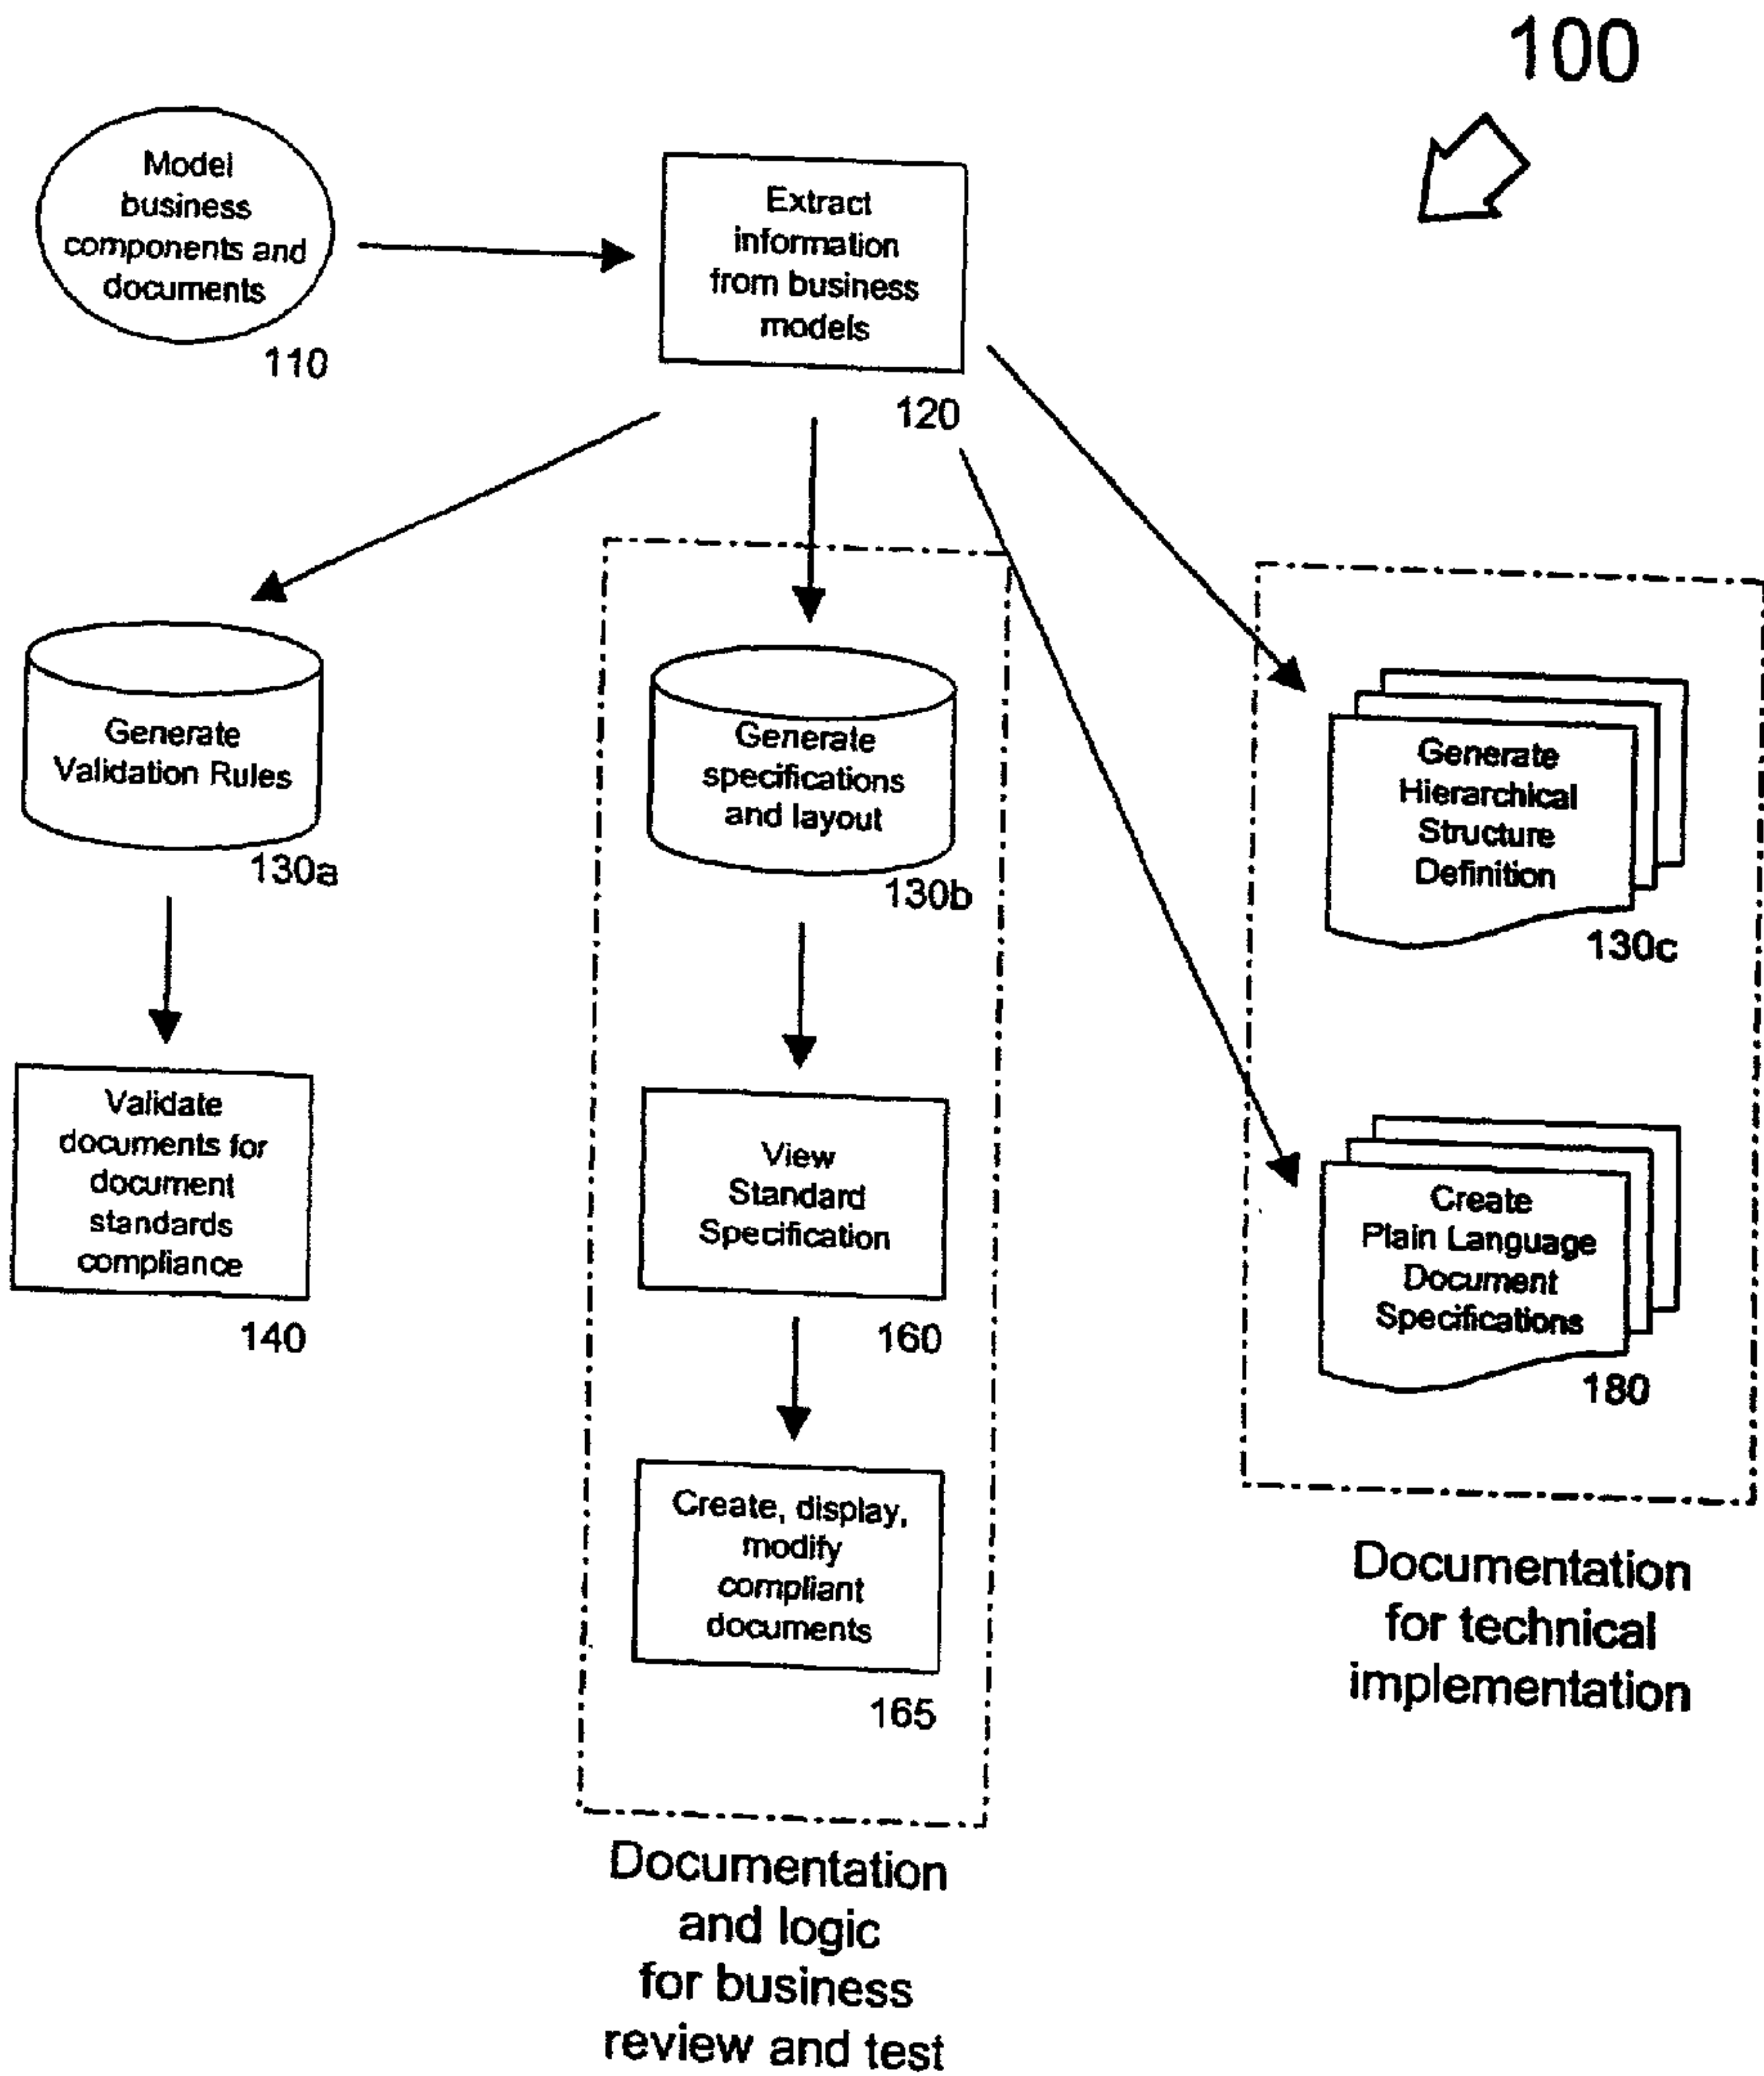 100
Model
business
components and
documents
110
Extract
information
from business
models
120
Generate
Validation Rules
130a
Validate
documents for
document
standards
compliance
140
Generate
specifications
and layout
130b
View
Standard
Specification
160
Create, display,
modify
compliant
documents
165
Documentation
and logic
for business
review and test
Generate
Hierarchical
Structure
Definition
130c
Create
Plain Language
Document
Specifications
180
Documentation
for technical
implementation